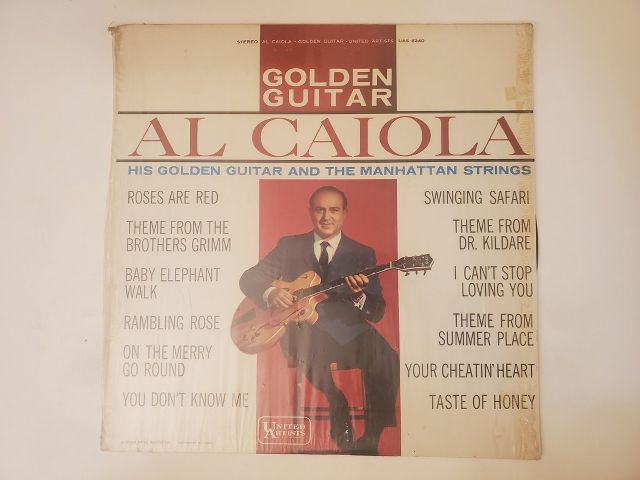 STEREO AL CAIOLA • GOLDEN GUITAR • UNITED ARTISTS UAS 6240
GOLDEN
GUITAR
AL CAIOLA
HIS GOLDEN GUITAR AND THE MANHATTAN STRINGS
ROSES ARE RED
THEME FROM THE
BROTHERS GRIMM
BABY ELEPHANT
WALK
RAMBLING ROSE
ON THE MERRY
GO ROUND
YOU DON'T KNOW ME
SWINGING SAFARI
THEME FROM
DR. KILDARE
I CAN'T STOP
LOVING YOU
THEME FROM
SUMMER PLACE
YOUR CHEATIN' HEART
TASTE OF HONEY
UNITED
ARTISTS